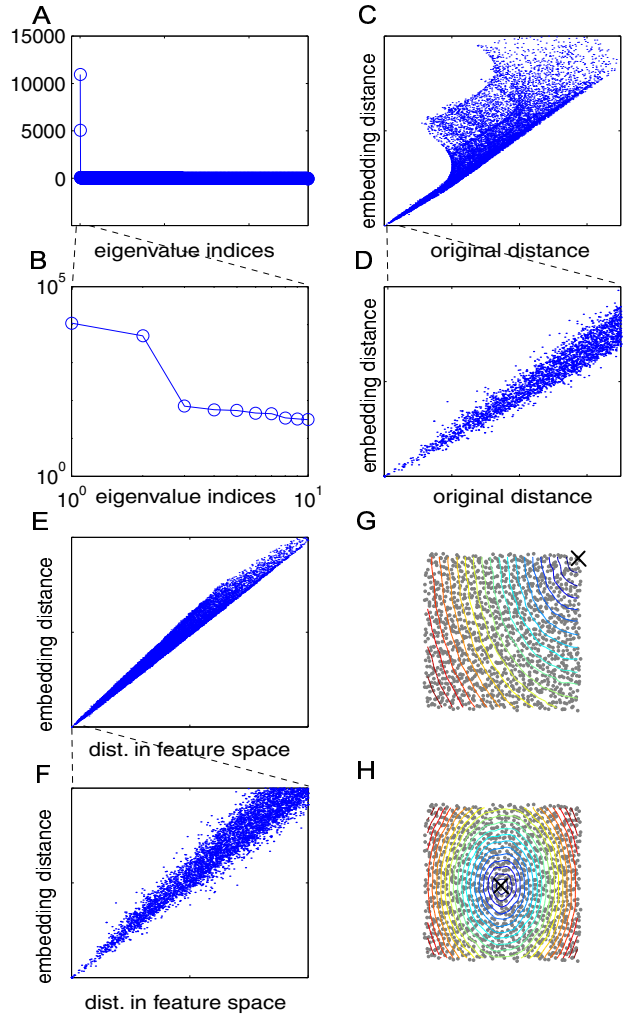 A
15000
10000
5000
0
eigenvalue indices
B
10^5
10^0
10^0
eigenvalue indices
10^1
C
embedding distance
original distance
D
embedding distance
original distance
E
embedding distance
dist. in feature space
F
embedding distance
dist. in feature space
G
H